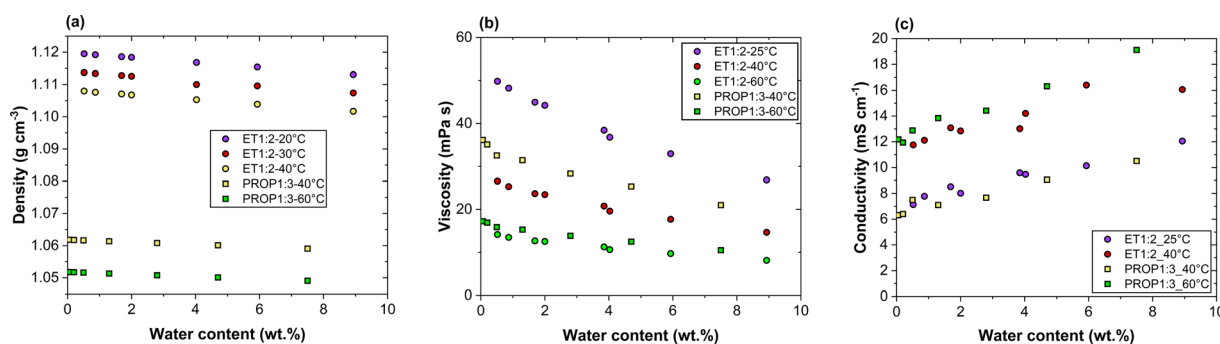 (a)
1.12
1.11
1.10
1.09
1.08
1.07
1.06
1.05
Density (g cm⁻³)
ET1:2-20°C
ET1:2-30°C
ET1:2-40°C
PROP1:3-40°C
PROP1:3-60°C
0 2 4 6 8 10
Water content (wt.%)
(b)
60
40
20
0
Viscosity (mPa s)
ET1:2-25°C
ET1:2-40°C
ET1:2-60°C
PROP1:3-40°C
PROP1:3-60°C
0 2 4 6 8 10
Water content (wt.%)
(c)
20
18
16
14
12
10
8
6
4
2
0
Conductivity (mS cm⁻¹)
ET1:2_25°C
ET1:2_40°C
PROP1:3_40°C
PROP1:3_60°C
0 2 4 6 8 10
Water content (wt.%)